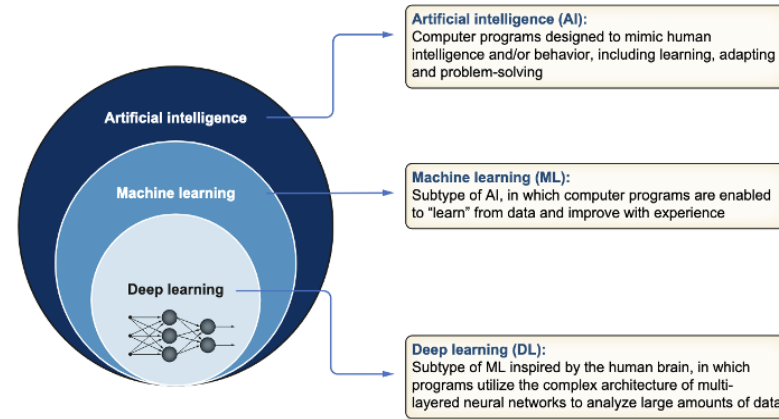 Artificial intelligence
Machine learning
Deep learning
Artificial intelligence (AI):
Computer programs designed to mimic human
intelligence and/or behavior, including learning, adapting
and problem-solving
Machine learning (ML):
Subtype of AI, in which computer programs are enabled
to “learn” from data and improve with experience
Deep learning (DL):
Subtype of ML inspired by the human brain, in which
programs utilize the complex architecture of multi-
layered neural networks to analyze large amounts of data